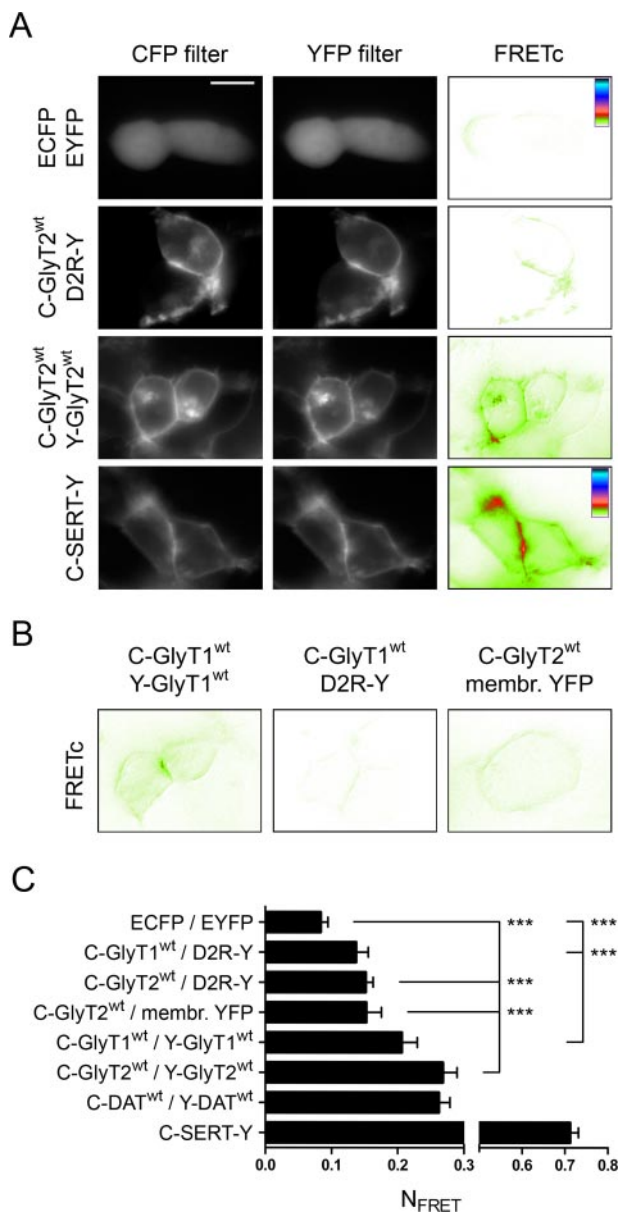 A
CFP filter YFP filter FRETc
ECFP
EYFP
C-GlyT2wt
D2R-Y
C-GlyT2wt
Y-GlyT2wt
C-SERT-Y
B
C-GlyT1wt
Y-GlyT1wt
C-GlyT1wt
D2R-Y
C-GlyT2wt
membr. YFP
FRETc
C
ECFP / EYFP *** ***
C-GlyT1wt / D2R-Y ***
C-GlyT2wt / D2R-Y ***
C-GlyT2wt / membr. YFP ***
C-GlyT1wt / Y-GlyT1wt
C-GlyT2wt / Y-GlyT2wt
C-DATwt / Y-DATwt
C-SERT-Y
0.0 0.1 0.2 0.3 0.6 0.7 0.8
NFRET